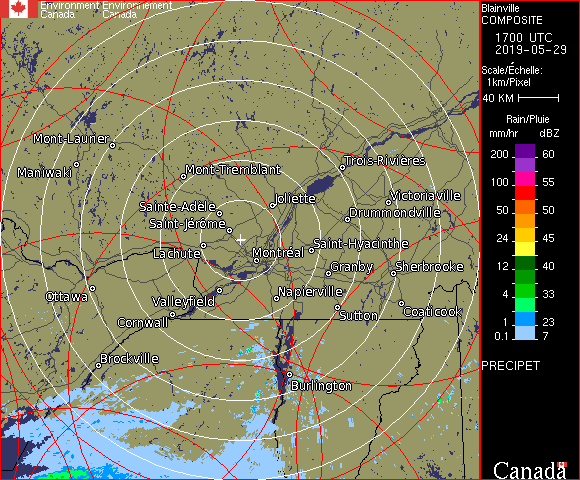 Environment Environnement
Canada Canada
Blainville
COMPOSITE
1700 UTC
2019-05-29
Scale/Échelle:
1km/Pixel
40 KM
Rain/Pluie
mm/hr dBZ
200 60
100 55
50 50
24 45
12 40
4 33
1 23
0.1 7
PRECIPET
Mont-Laurier
Maniwaki
Mont-Tremblant
Trois-Rivières
Joliette
Victoriaville
Sainte-Adèle
Drummondville
Saint-Jérôme
Saint-Hyacinthe
Lachute
Montréal
Granby
Sherbrooke
Ottawa
Valleyfield
Napierville
Coaticook
Cornwall
Sutton
Brockville
Burlington
Canada